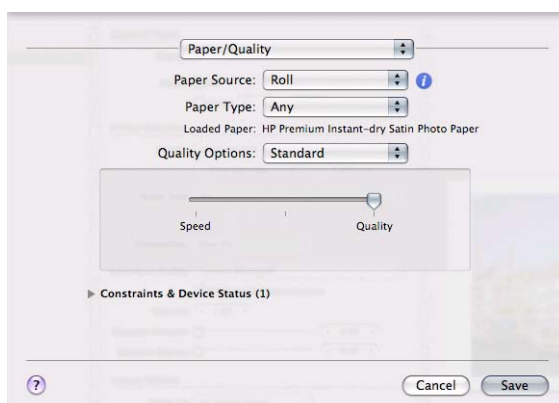 Paper/Quality
Paper Source: Roll
Paper Type: Any
Loaded Paper: HP Premium Instant-dry Satin Photo Paper
Quality Options: Standard
Speed Quality
Constraints & Device Status (1)
? Cancel Save